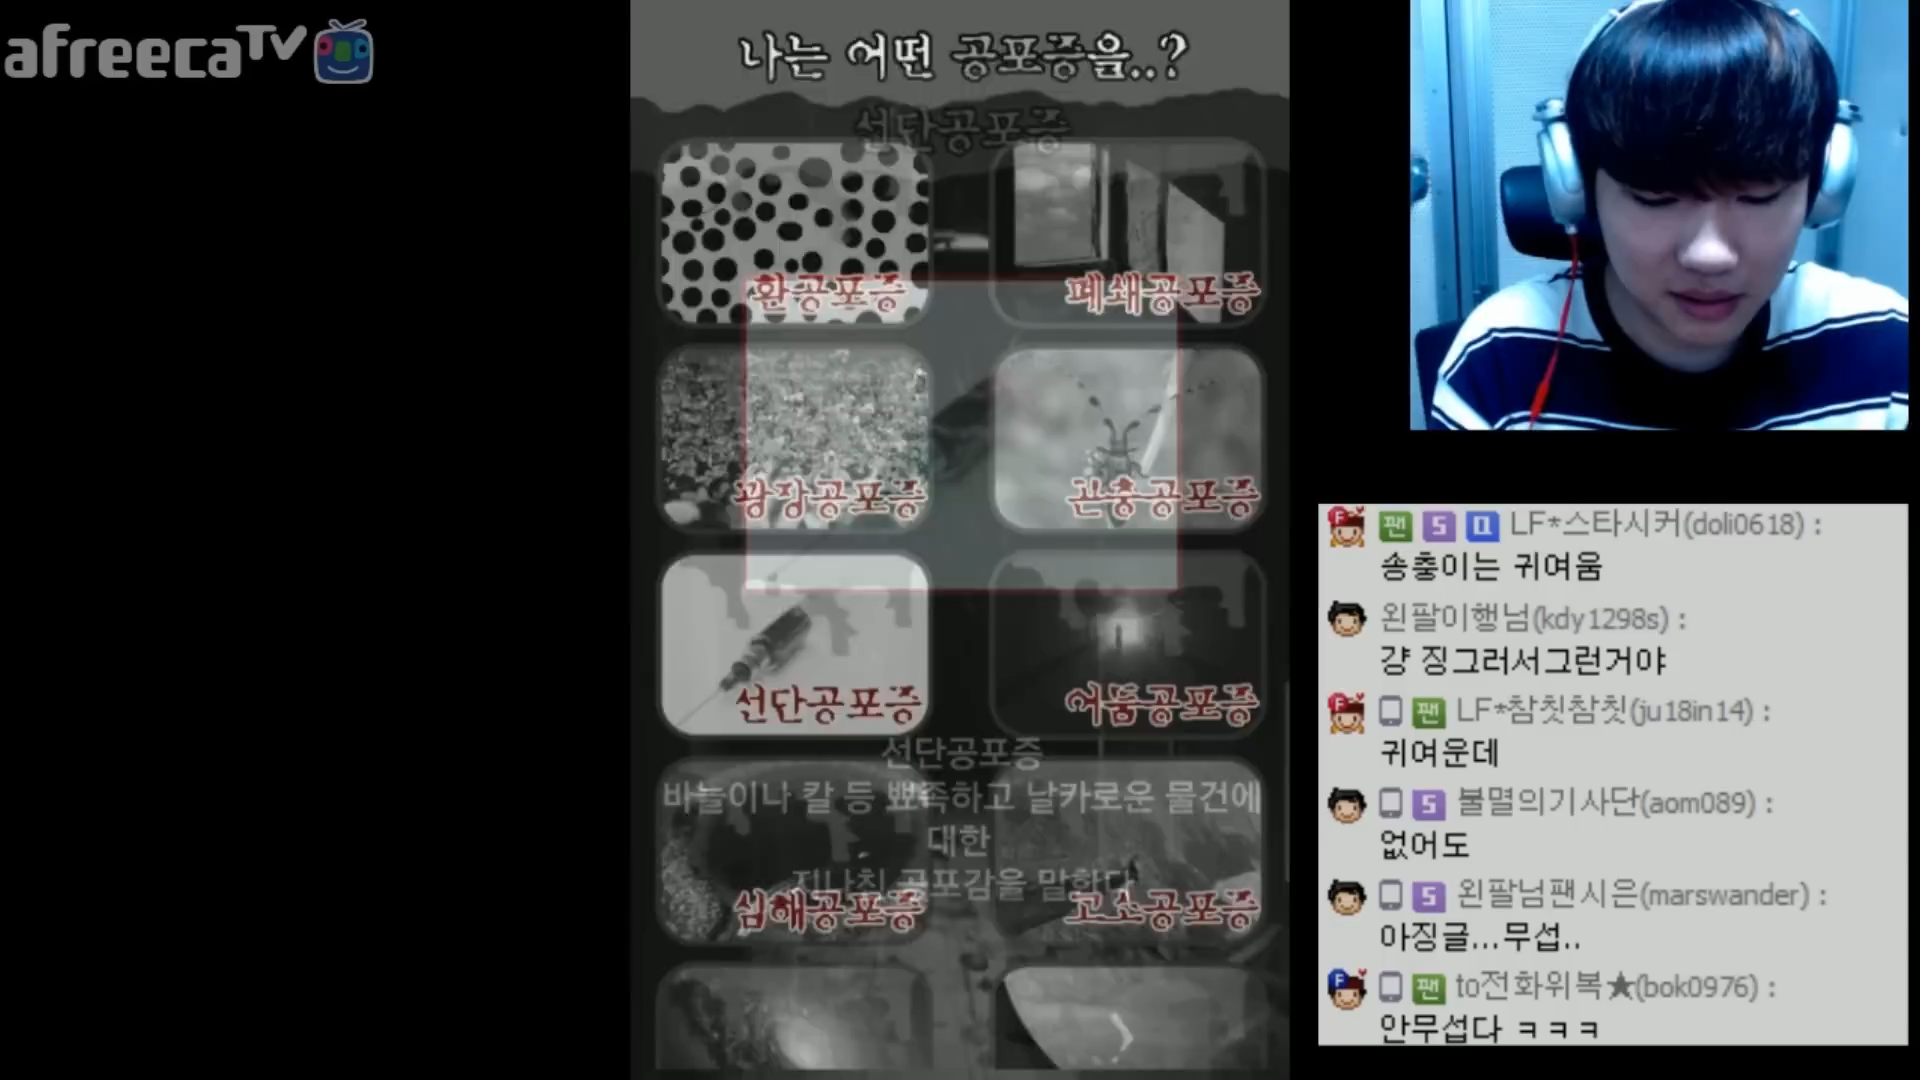 afreecaTV
나는 어떤 공포증을..?
선단공포증
환공포증
폐쇄공포증
광장공포증
곤충공포증
선단공포증
어둠공포증
선단공포증
바늘이나 칼 등 뾰족하고 날카로운 물건에
대한
지나친 공포감을 말한다
심해공포증
고소공포증
팬 S LF*스타시커(doli0618) :
송충이는 귀여움
왼팔이행님(kdy1298s) :
걍 징그러서그런거야
팬 LF*참칫참칫(ju18in14) :
귀여운데
S 불멸의기사단(aom089) :
없어도
S 왼팔님팬시은(marswander) :
아징글...무섭..
팬 to전화위복★(bok0976) :
안무섭다 ㅋㅋㅋ